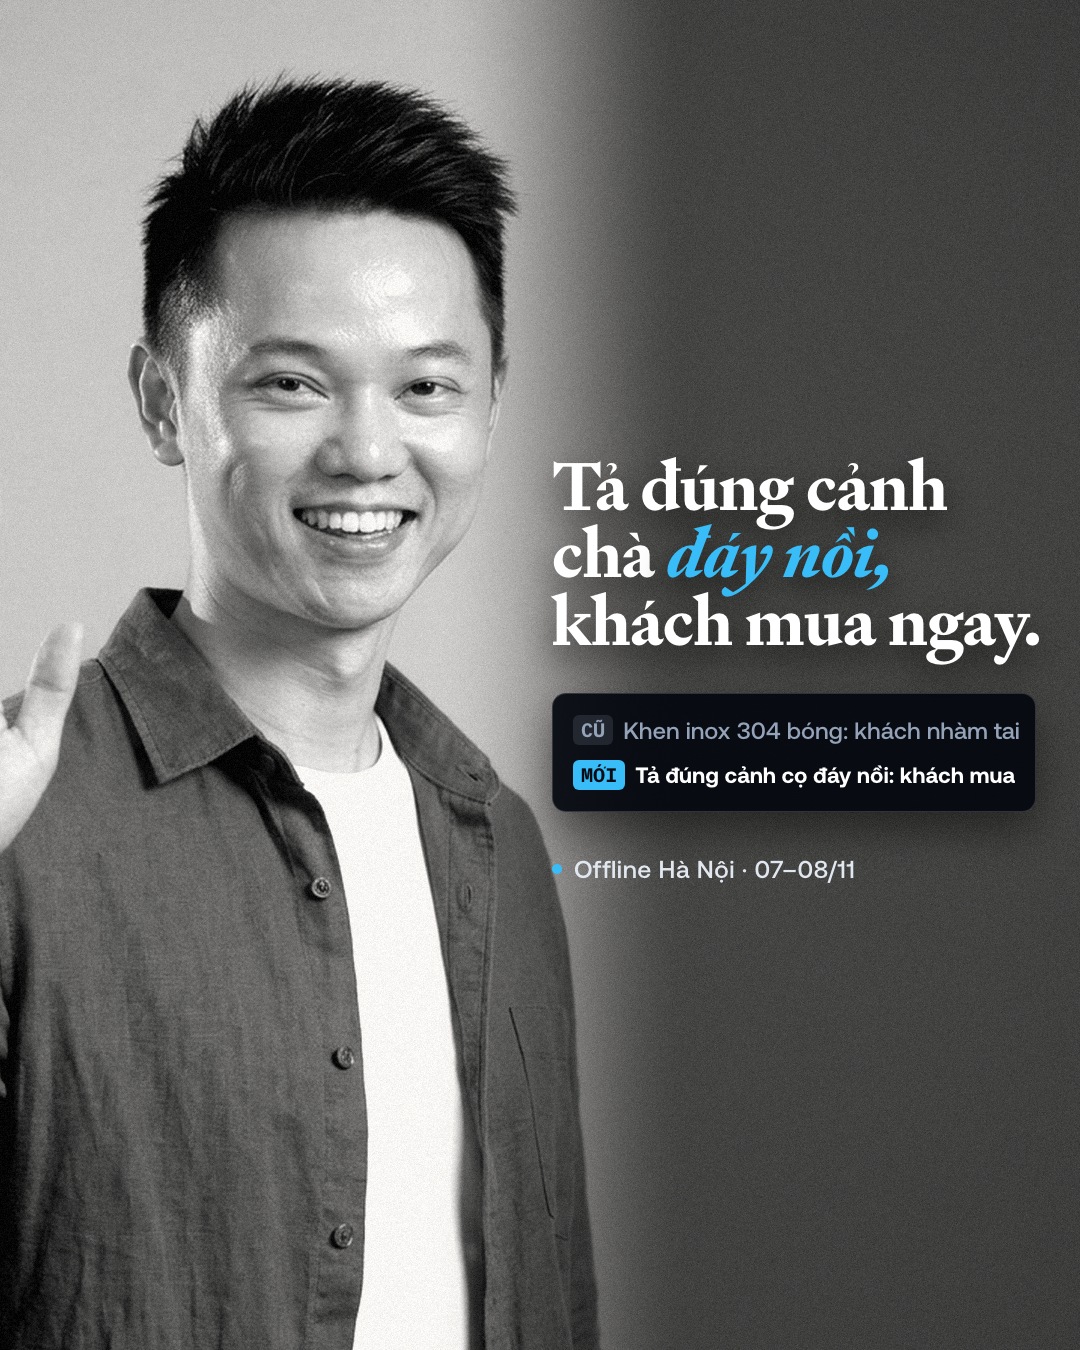 Tả đúng cảnh
chà đáy nồi,
khách mua ngay.
CŨ Khen inox 304 bóng: khách nhàm tai
MỚI Tả đúng cảnh cọ đáy nồi: khách mua
Offline Hà Nội · 07–08/11